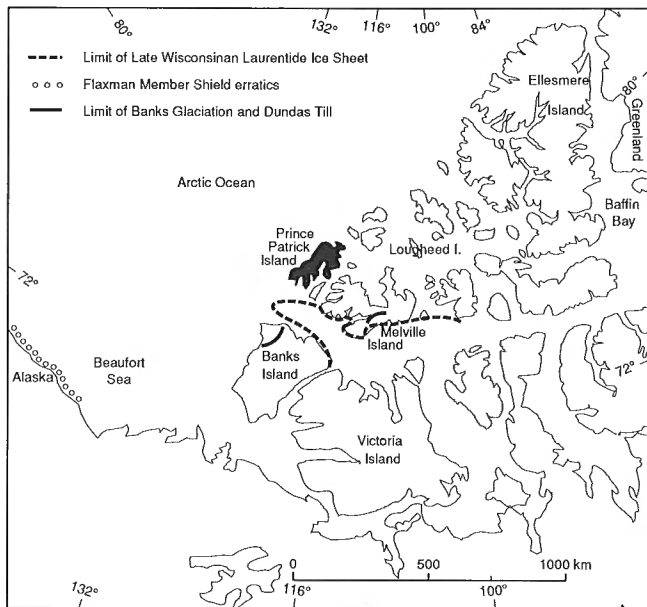 80°
132° 116° 100° 84°
Limit of Late Wisconsinan Laurentide Ice Sheet
Flaxman Member Shield erratics
Limit of Banks Glaciation and Dundas Till
Ellesmere
Island
80°
Greenland
Arctic Ocean
Baffin
Bay
Prince
Patrick
Island
Lougheed I.
72°
Melville
Island
Banks
Island
72°
Beaufort
Sea
Alaska
Victoria
Island
0 500 1000 km
132° 116° 100°